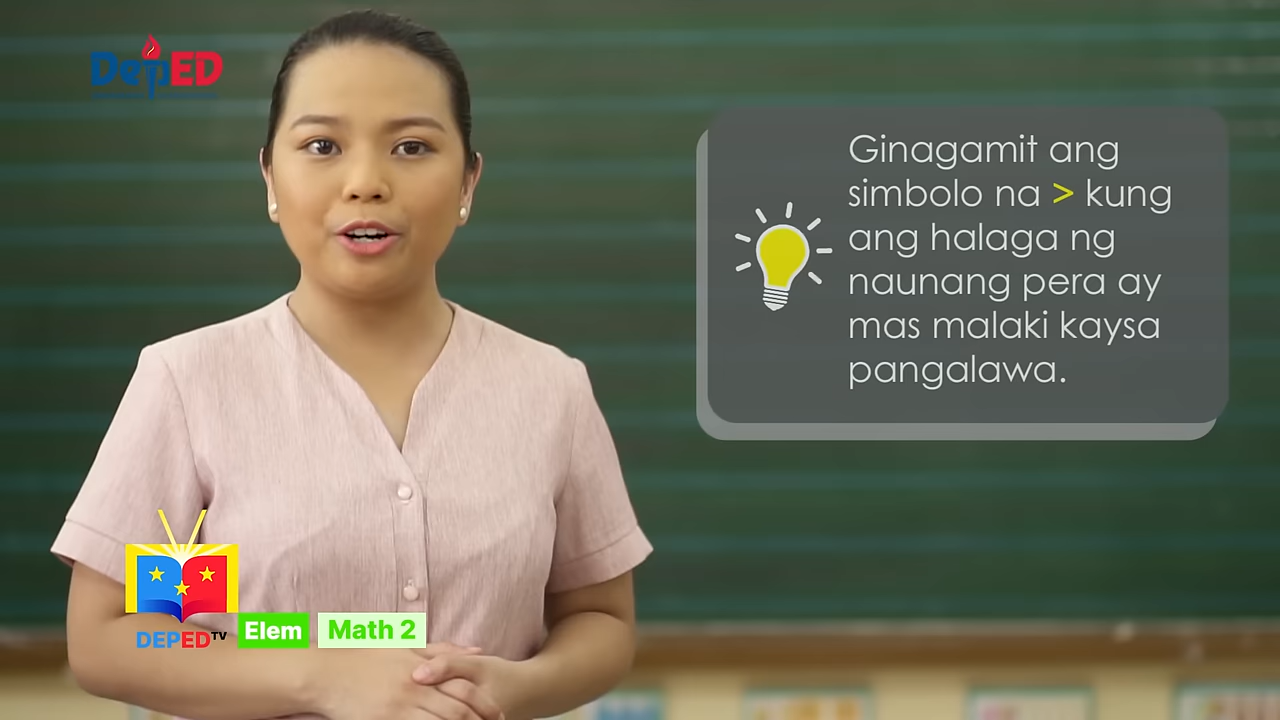 DepED
Ginagamit ang
simbolo na > kung
ang halaga ng
naunang pera ay
mas malaki kaysa
pangalawa.
DEPED TV
Elem
Math 2